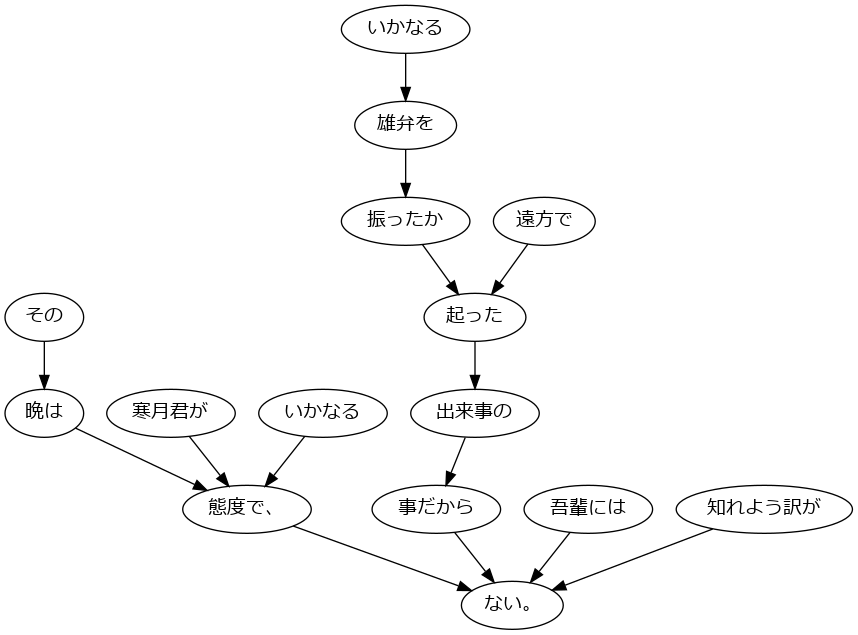 いかなる
雄弁を
振ったか
遠方で
その
起った
晩は
寒月君が
いかなる
出来事の
態度で、
事だから
吾輩には
知れよう訳が
ない。